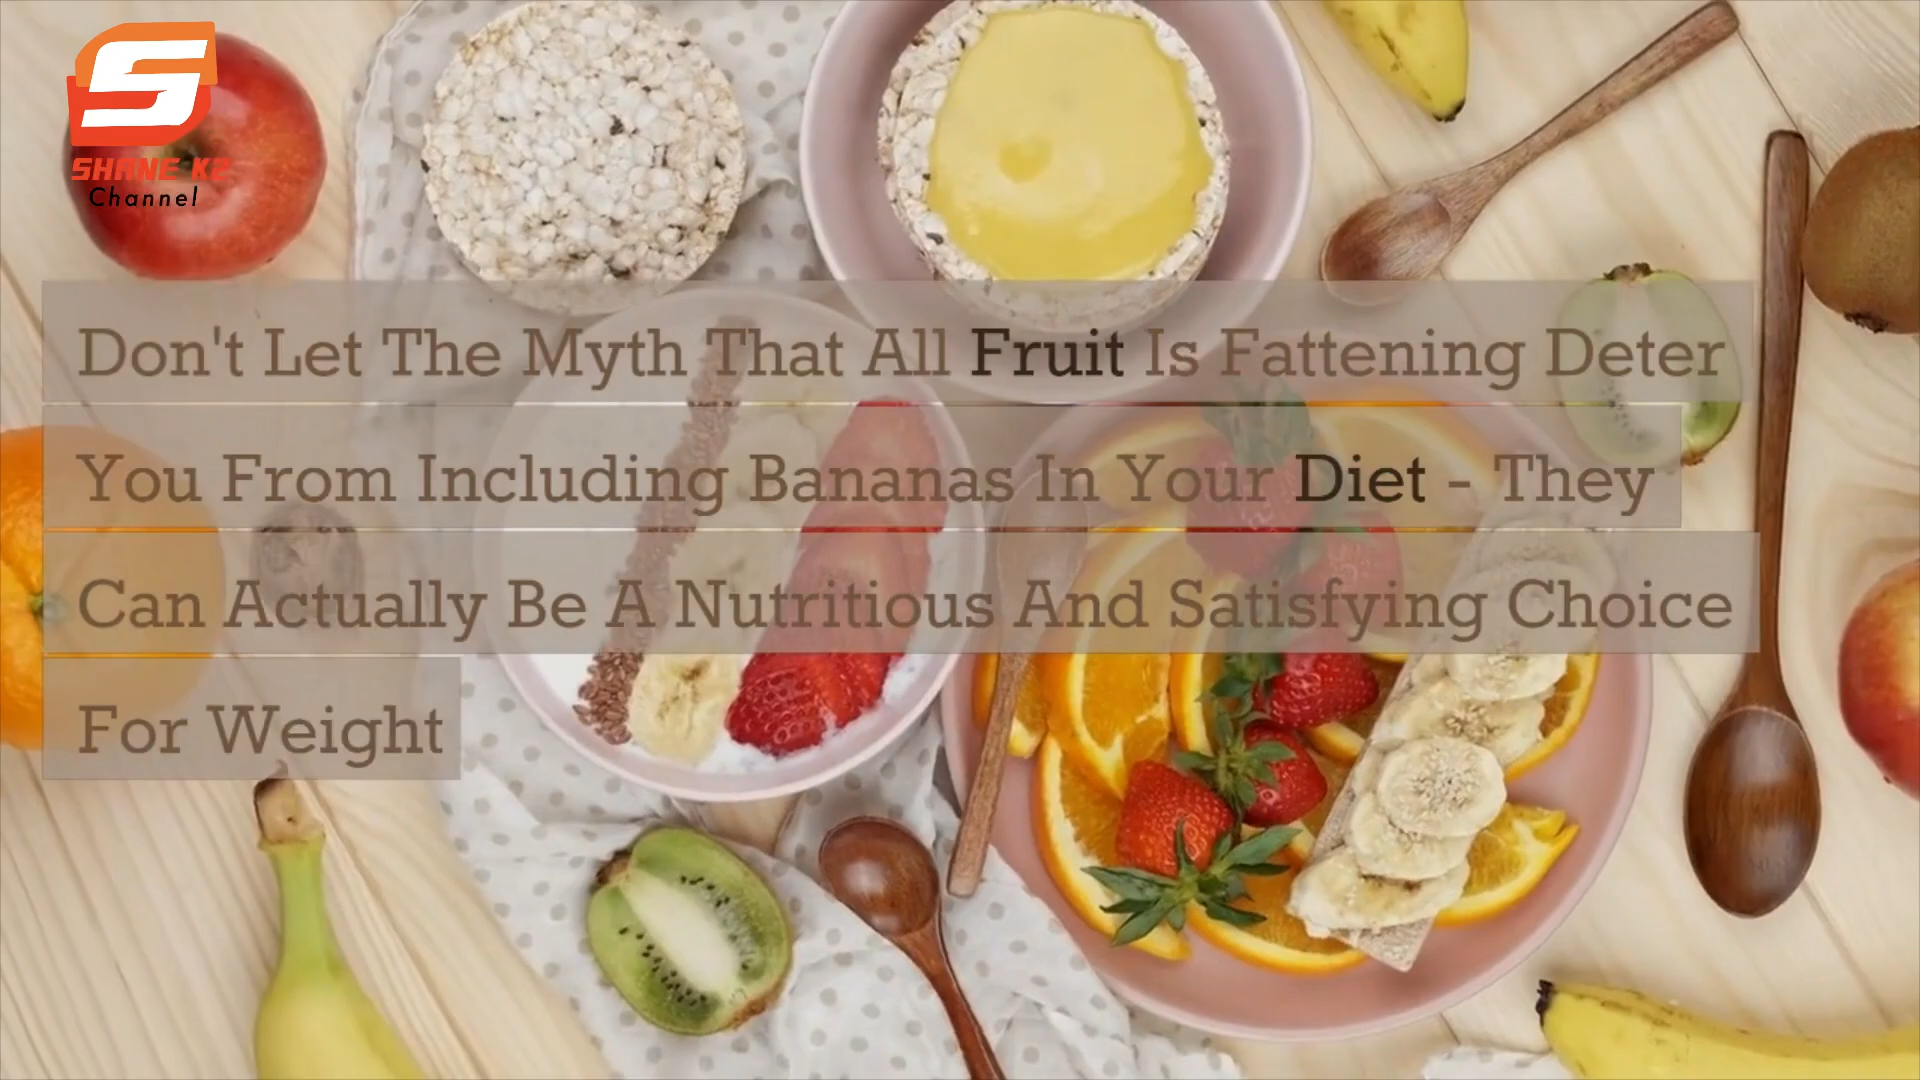 S
SHANE K2
Channel
Don't Let The Myth That All Fruit Is Fattening Deter
You From Including Bananas In Your Diet - They
Can Actually Be A Nutritious And Satisfying Choice
For Weight